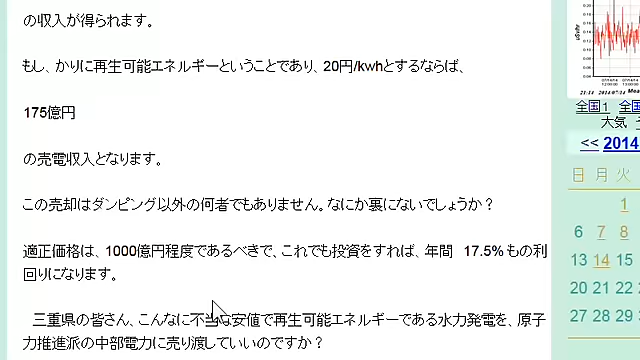 の収入が得られます。
もし、かりに再生可能エネルギーということであり、20円/kwhとするならば、
175億円
の売電収入となります。
この売却はダンピング以外の何者でもありません。なにか裏にないでしょうか？
適正価格は、1000億円程度であるべきで、これでも投資をすれば、年間　17.5%もの利
回りになります。
三重県の皆さん、こんなに不当な安値で再生可能エネルギーである水力発電を、原子
力推進派の中部電力に売り渡していいのですか？
21:14 2014/07/14
全国1 全国
大気
<< 2014
日 月 火
1
6 7 8
13 14 15
20 21 22
27 28 29